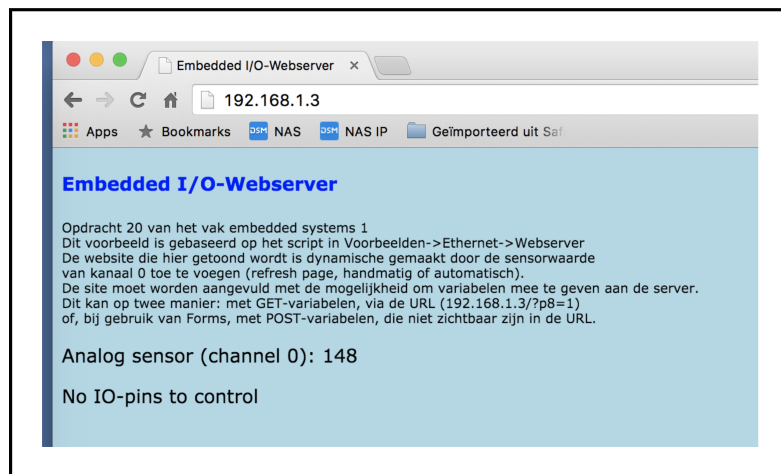 Embedded I/O-Webserver ×
192.168.1.3
Apps Bookmarks DSM NAS DSM NAS IP Geïmporteerd uit Saf
Embedded I/O-Webserver
Opdracht 20 van het vak embedded systems 1
Dit voorbeeld is gebaseerd op het script in Voorbeelden->Ethernet->Webserver
De website die hier getoond wordt is dynamische gemaakt door de sensorwaarde
van kanaal 0 toe te voegen (refresh page, handmatig of automatisch).
De site moet worden aangevuld met de mogelijkheid om variabelen mee te geven aan de server.
Dit kan op twee manier: met GET-variabelen, via de URL (192.168.1.3/?p8=1)
of, bij gebruik van Forms, met POST-variabelen, die niet zichtbaar zijn in de URL.
Analog sensor (channel 0): 148
No IO-pins to control